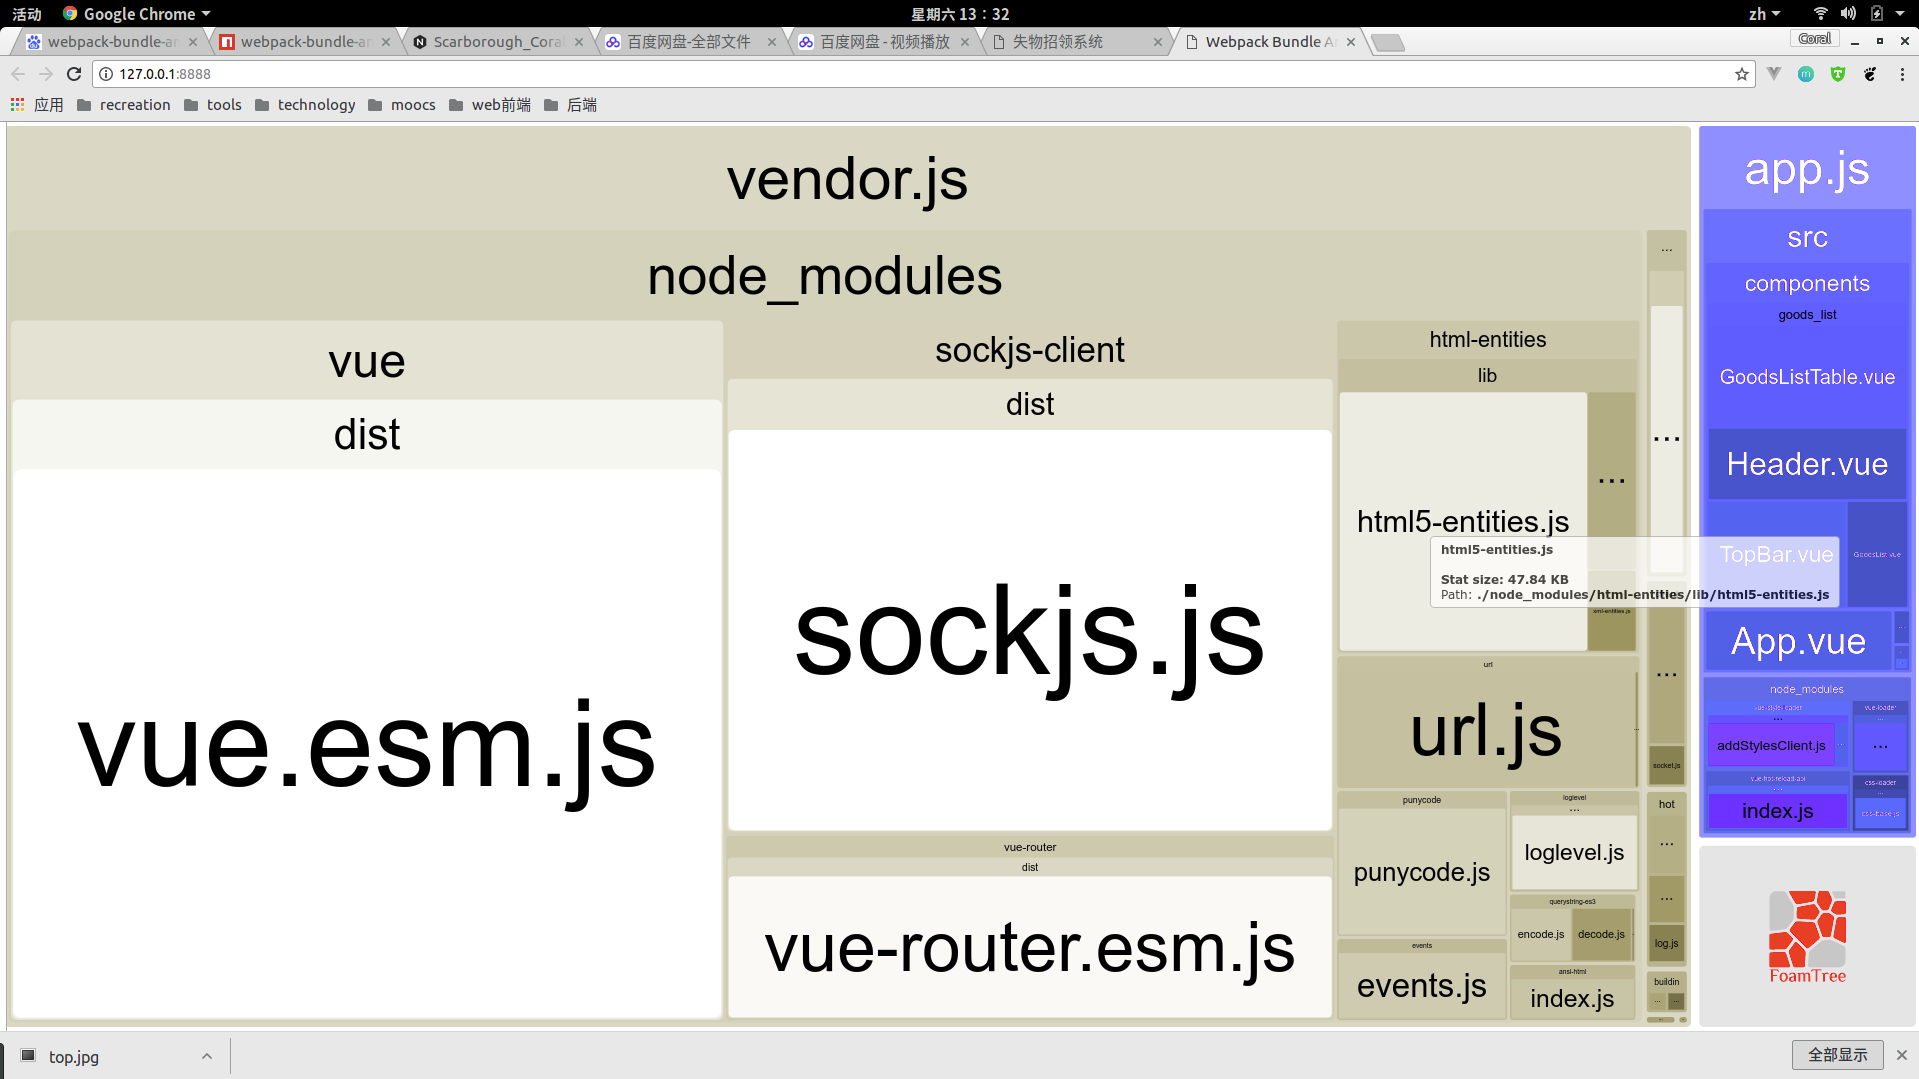 活动
Google Chrome
星期六 13：32
zh
webpack-bundle-an
webpack-bundle-an
Scarborough_Coral
百度网盘-全部文件
百度网盘 - 视频播放
失物招领系统
Webpack Bundle An
Coral
127.0.0.1:8888
应用
recreation
tools
technology
moocs
web前端
后端
vendor.js
node_modules
...
vue
dist
vue.esm.js
sockjs-client
dist
sockjs.js
vue-router
dist
vue-router.esm.js
html-entities
lib
html5-entities.js
...
xml-entities.js
html5-entities.js
Stat size: 47.84 KB
Path: ./node_modules/html-entities/lib/html5-entities.js
url
url.js
punycode
punycode.js
events
events.js
loglevel
...
loglevel.js
querystring-es3
encode.js
decode.js
ansi-html
index.js
...
...
socket.js
hot
...
...
log.js
buildin
...
...
app.js
src
components
goods_list
GoodsListTable.vue
Header.vue
TopBar.vue
GoodsList.vue
App.vue
node_modules
vue-style-loader
...
addStylesClient.js
vue-loader
...
...
vue-hot-reload-api
...
index.js
css-loader
...
css-base.js
FoamTree
top.jpg
全部显示